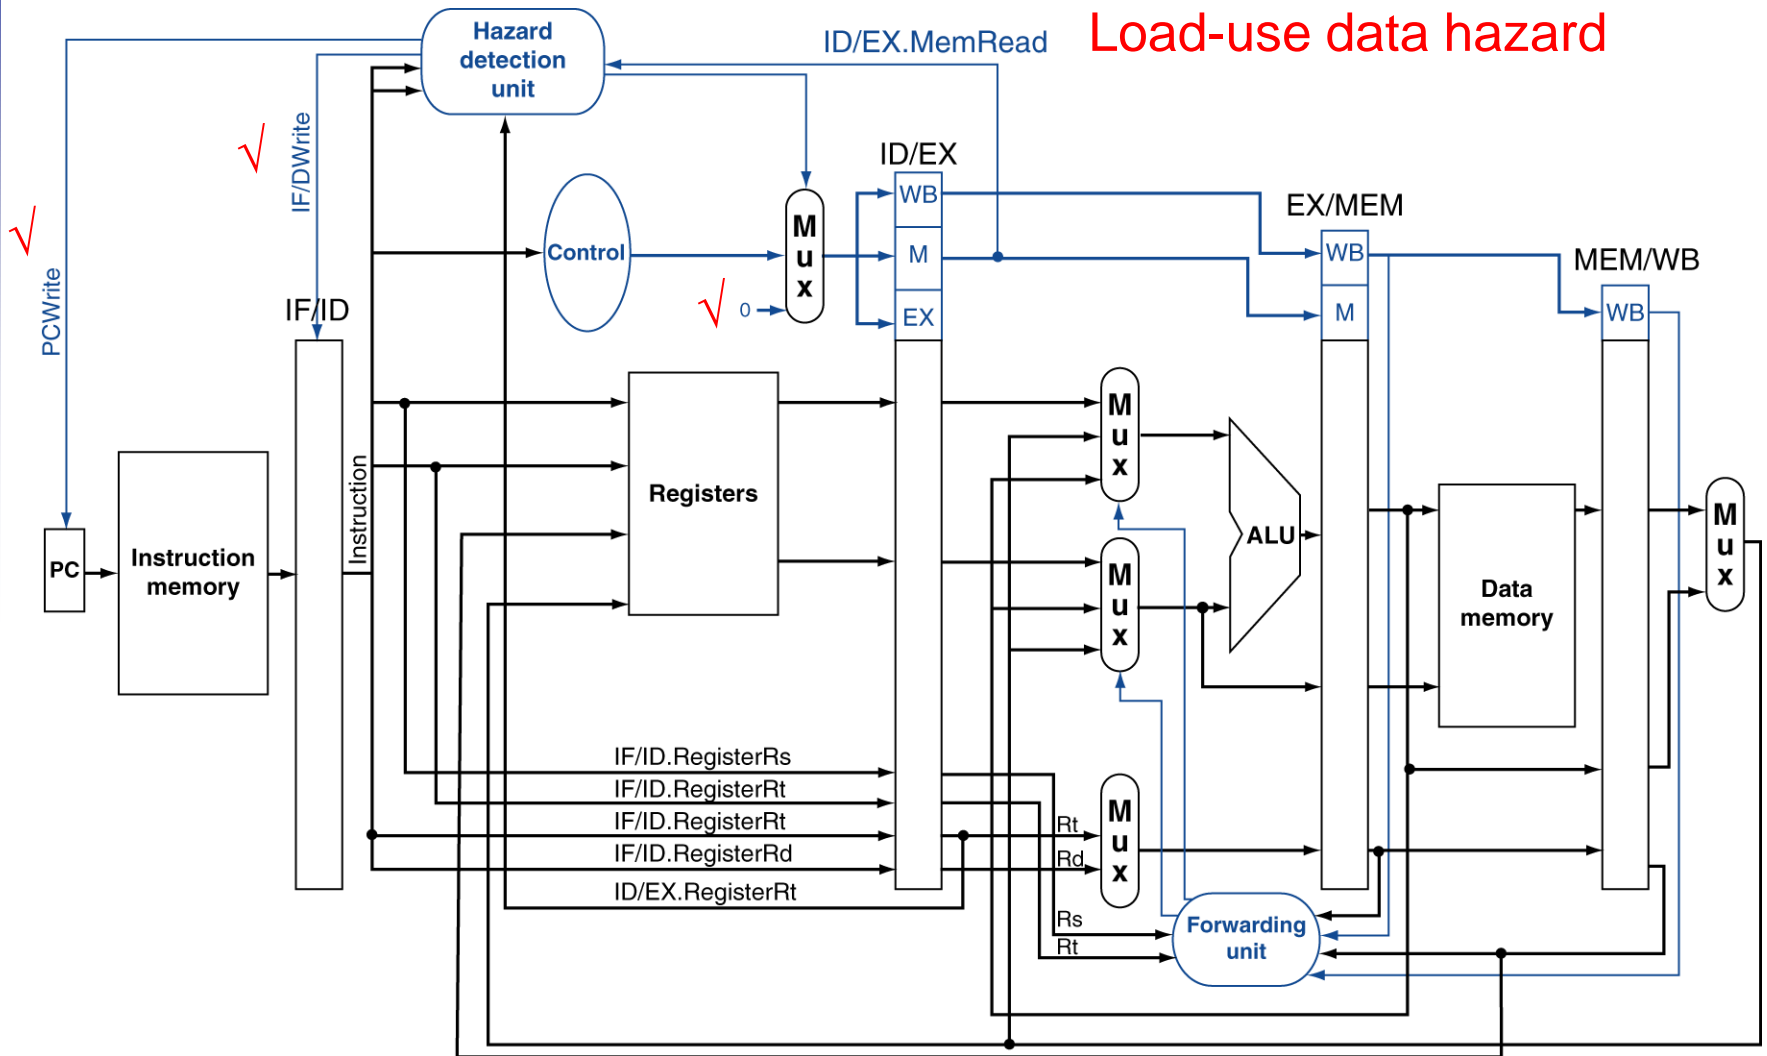 Load-use data hazard
Hazard
detection
unit
ID/EX.MemRead
IF/DWrite
√
√
PCWrite
IF/ID
Control
0
√
M
u
x
ID/EX
WB
M
EX
EX/MEM
WB
M
MEM/WB
WB
PC
Instruction
memory
Instruction
Registers
M
u
x
M
u
x
ALU
Data
memory
M
u
x
IF/ID.RegisterRs
IF/ID.RegisterRt
IF/ID.RegisterRt
IF/ID.RegisterRd
ID/EX.RegisterRt
Rt
Rd
M
u
x
Rs
Rt
Forwarding
unit